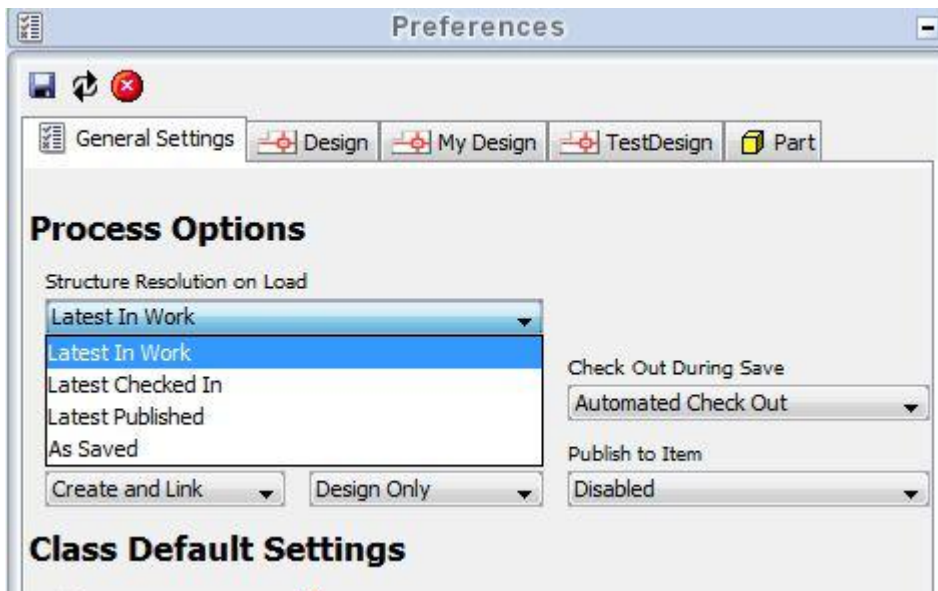 Preferences
General Settings Design My Design TestDesign Part
Process Options
Structure Resolution on Load
Latest In Work
Latest In Work
Latest Checked In
Latest Published
As Saved
Check Out During Save
Automated Check Out
Publish to Item
Create and Link Design Only Disabled
Class Default Settings